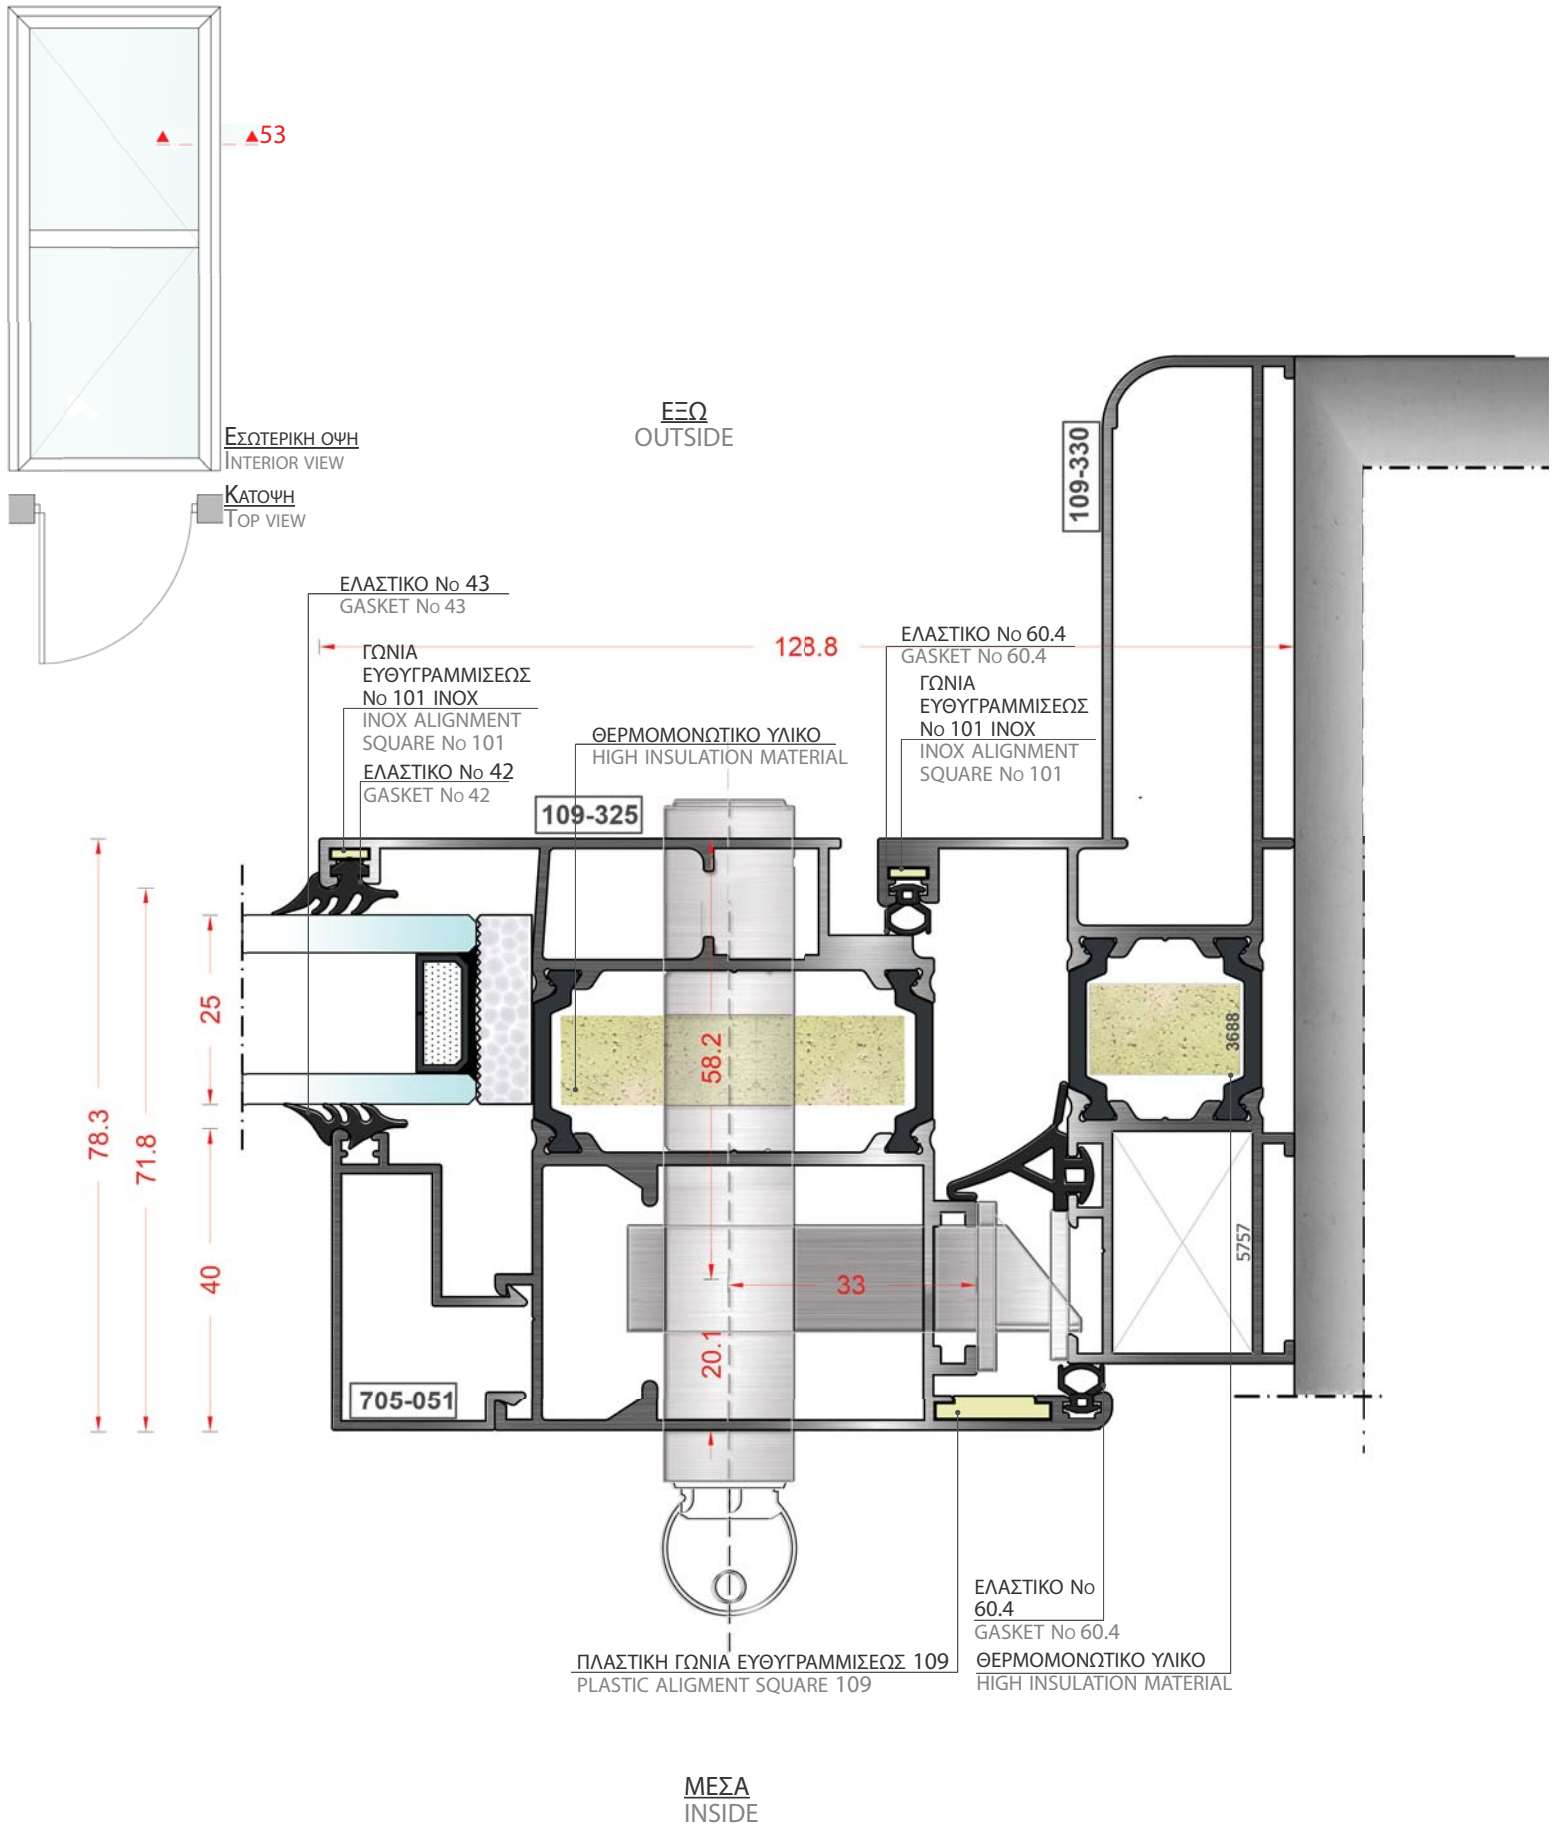 53
ΕΣΩΤΕΡΙΚΗ ΟΨΗ
INTERIOR VIEW
ΚΑΤΟΨΗ
TOP VIEW
ΕΞΩ
OUTSIDE
109-330
ΕΛΑΣΤΙΚΟ No 43
GASKET No 43
128.8
ΓΩΝΙΑ
ΕΥΘΥΓΡΑΜΜΙΣΕΩΣ
No 101 INOX
INOX ALIGNMENT
SQUARE No 101
ΕΛΑΣΤΙΚΟ No 42
GASKET No 42
ΘΕΡΜΟΜΟΝΩΤΙΚΟ ΥΛΙΚΟ
HIGH INSULATION MATERIAL
ΕΛΑΣΤΙΚΟ No 60.4
GASKET No 60.4
ΓΩΝΙΑ
ΕΥΘΥΓΡΑΜΜΙΣΕΩΣ
No 101 INOX
INOX ALIGNMENT
SQUARE No 101
109-325
78.3
71.8
25
40
58.2
33
20.1
3688
5757
705-051
ΕΛΑΣΤΙΚΟ No
60.4
GASKET No 60.4
ΠΛΑΣΤΙΚΗ ΓΩΝΙΑ ΕΥΘΥΓΡΑΜΜΙΣΕΩΣ 109
PLASTIC ALIGMENT SQUARE 109
ΘΕΡΜΟΜΟΝΩΤΙΚΟ ΥΛΙΚΟ
HIGH INSULATION MATERIAL
ΜΕΣΑ
INSIDE